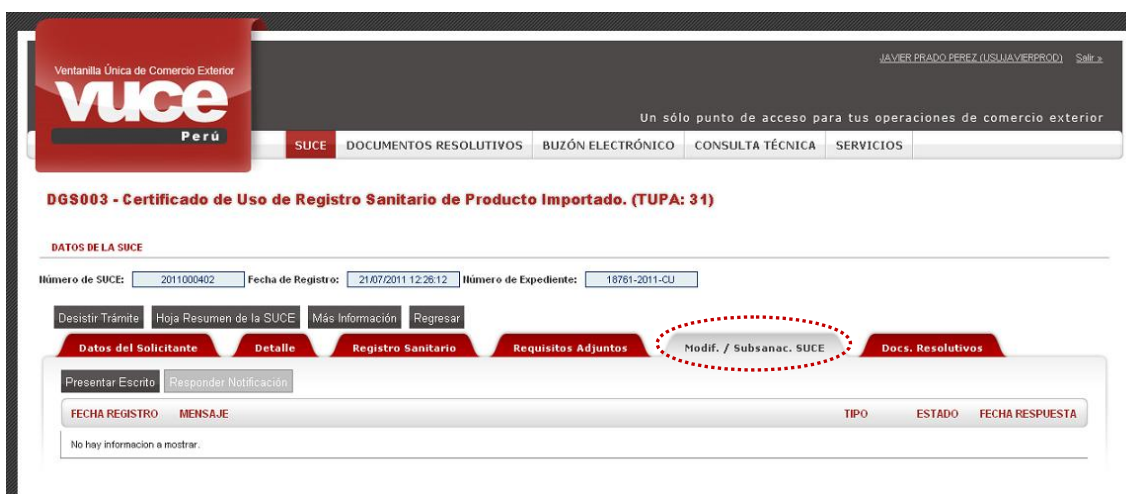 Ventanilla Única de Comercio Exterior
vuce
Perú
JAVIER PRADO PEREZ (USUJAVIERPROD) Salir »
Un sólo punto de acceso para tus operaciones de comercio exterior
SUCE DOCUMENTOS RESOLUTIVOS BUZÓN ELECTRÓNICO CONSULTA TÉCNICA SERVICIOS
DGS003 - Certificado de Uso de Registro Sanitario de Producto Importado. (TUPA: 31)
DATOS DE LA SUCE
Número de SUCE: 2011000402 Fecha de Registro: 21/07/2011 12:26:12 Número de Expediente: 18761-2011-CU
Desistir Trámite Hoja Resumen de la SUCE Más Información Regresar
Datos del Solicitante Detalle Registro Sanitario Requisitos Adjuntos Modif. / Subsanac. SUCE Docs. Resolutivos
Presentar Escrito Responder Notificación
FECHA REGISTRO MENSAJE TIPO ESTADO FECHA RESPUESTA
No hay informacion a mostrar.